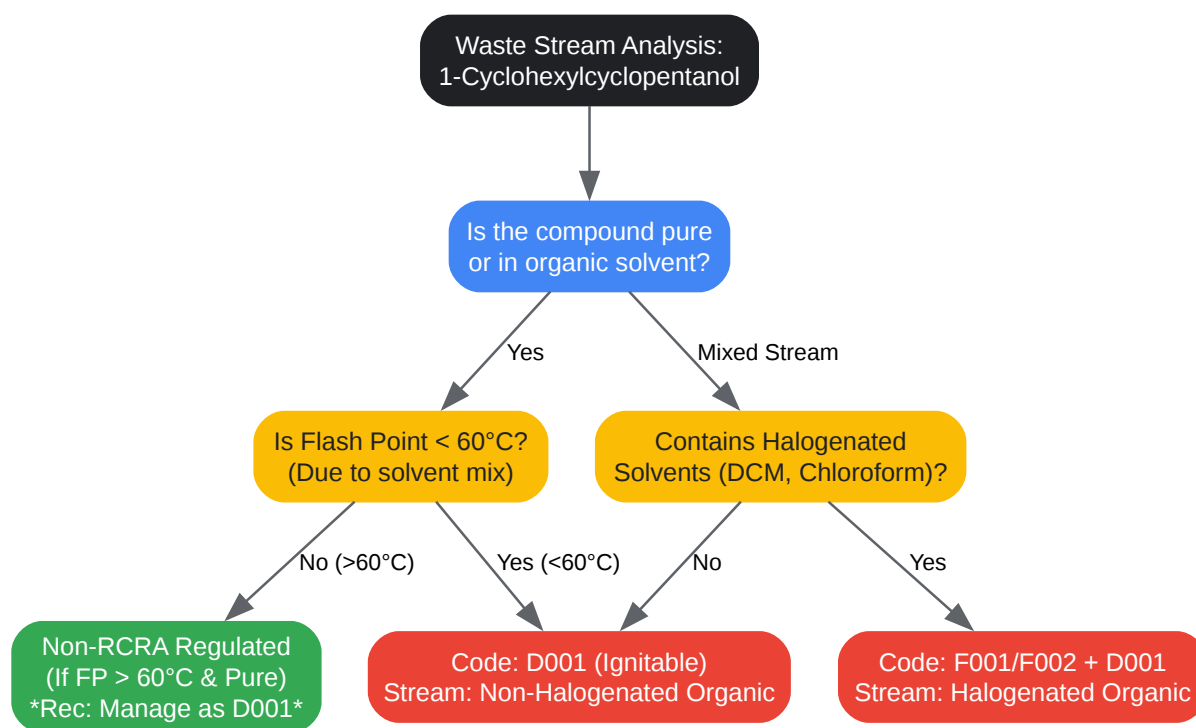 Waste Stream Analysis:
1-Cyclohexylcyclopentanol
Is the compound pure
or in organic solvent?
Yes
Mixed Stream
Is Flash Point < 60°C?
(Due to solvent mix)
Contains Halogenated
Solvents (DCM, Chloroform)?
No (>60°C)
Yes (<60°C)
No
Yes
Non-RCRA Regulated
(If FP > 60°C & Pure)
*Rec: Manage as D001*
Code: D001 (Ignitable)
Stream: Non-Halogenated Organic
Code: F001/F002 + D001
Stream: Halogenated Organic